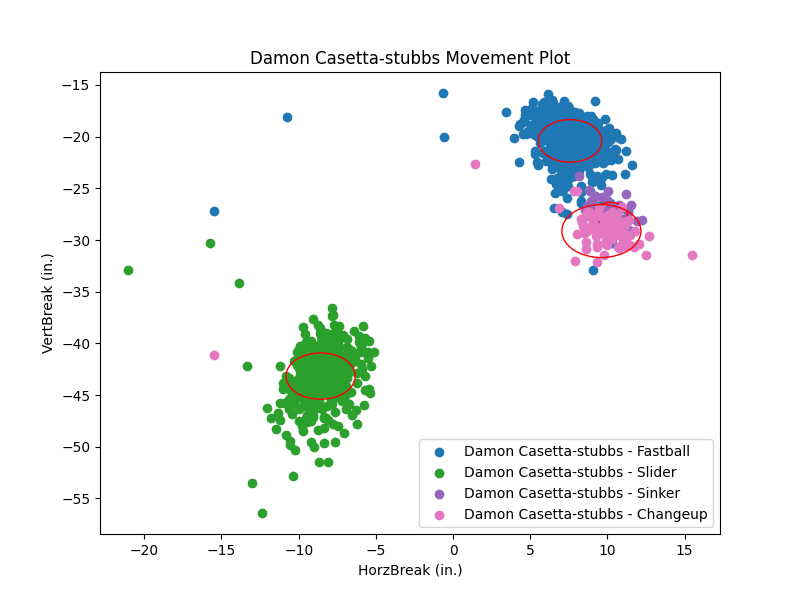 Damon Casetta-stubbs Movement Plot
VertBreak (in.)
−15
−20
−25
−30
−35
−40
−45
−50
−55
−20
−15
−10
−5
0
5
10
15
HorzBreak (in.)
Damon Casetta-stubbs - Fastball
Damon Casetta-stubbs - Slider
Damon Casetta-stubbs - Sinker
Damon Casetta-stubbs - Changeup